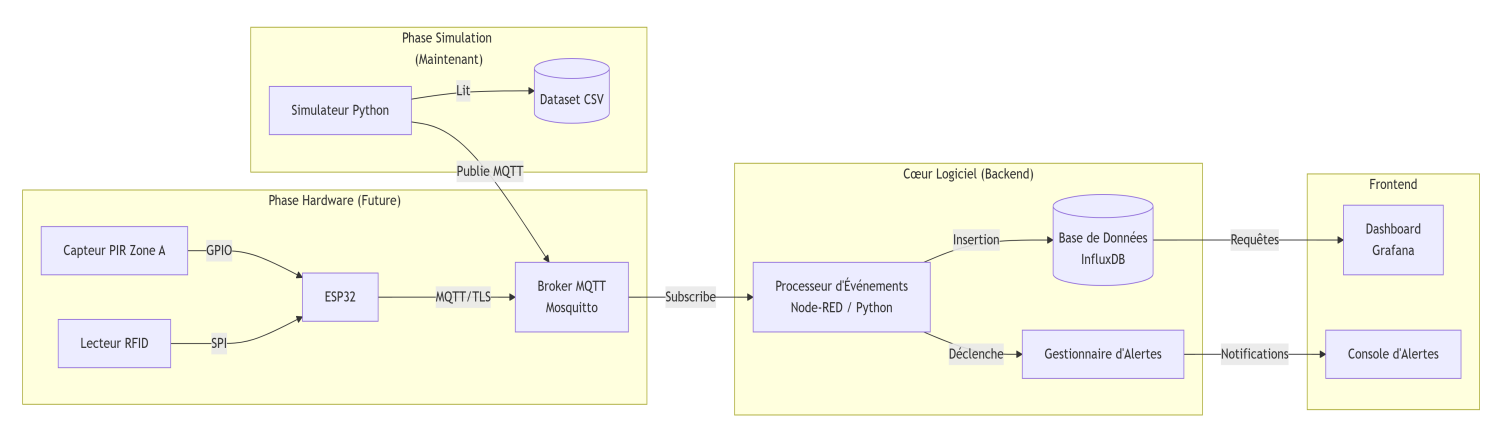 Phase Simulation
(Maintenant)
Simulateur Python
Lit
Dataset CSV
Publie MQTT
Phase Hardware (Future)
Capteur PIR Zone A
GPIO
Lecteur RFID
SPI
ESP32
MQTT/TLS
Broker MQTT
Mosquitto
Subscribe
Cœur Logiciel (Backend)
Processeur d'Événements
Node-RED / Python
Insertion
Base de Données
InfluxDB
Déclenche
Gestionnaire d'Alertes
Requêtes
Notifications
Frontend
Dashboard
Grafana
Console d'Alertes